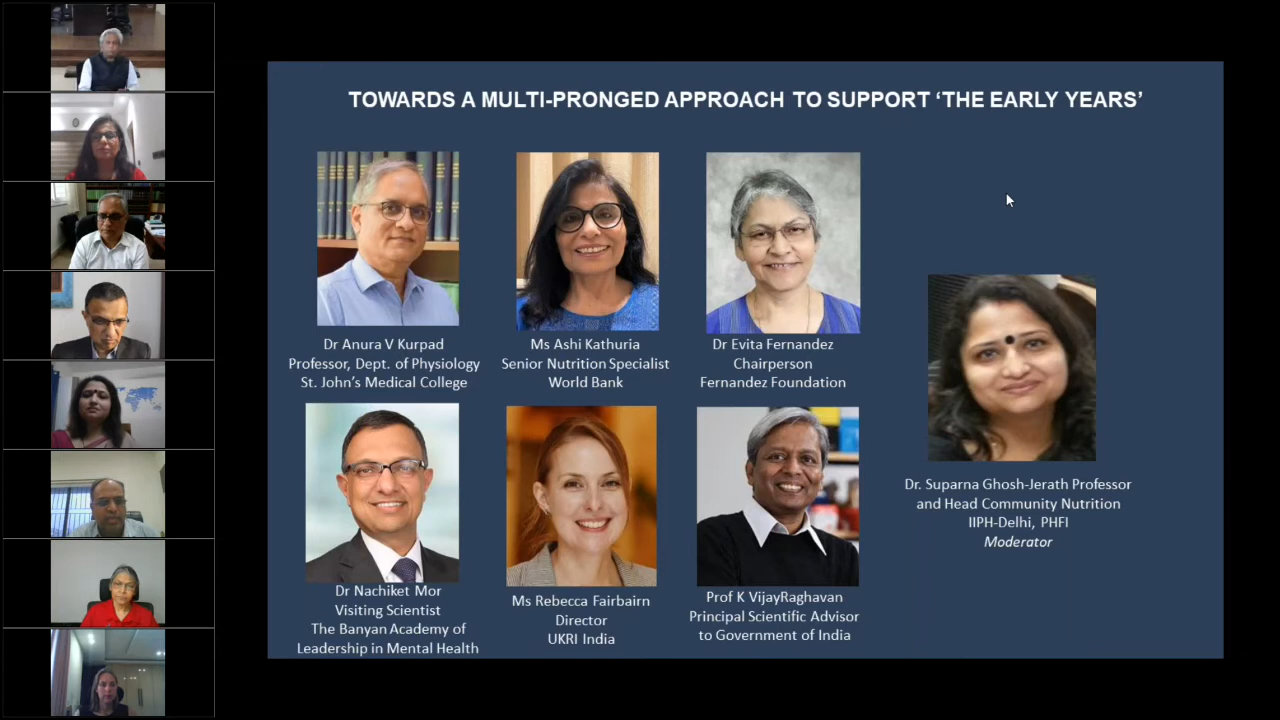 TOWARDS A MULTI-PRONGED APPROACH TO SUPPORT ‘THE EARLY YEARS’
Dr Anura V Kurpad
Professor, Dept. of Physiology
St. John’s Medical College
Ms Ashi Kathuria
Senior Nutrition Specialist
World Bank
Dr Evita Fernandez
Chairperson
Fernandez Foundation
Dr Nachiket Mor
Visiting Scientist
The Banyan Academy of
Leadership in Mental Health
Ms Rebecca Fairbairn
Director
UKRI India
Prof K VijayRaghavan
Principal Scientific Advisor
to Government of India
Dr. Suparna Ghosh-Jerath Professor
and Head Community Nutrition
IIPH-Delhi, PHFI
Moderator